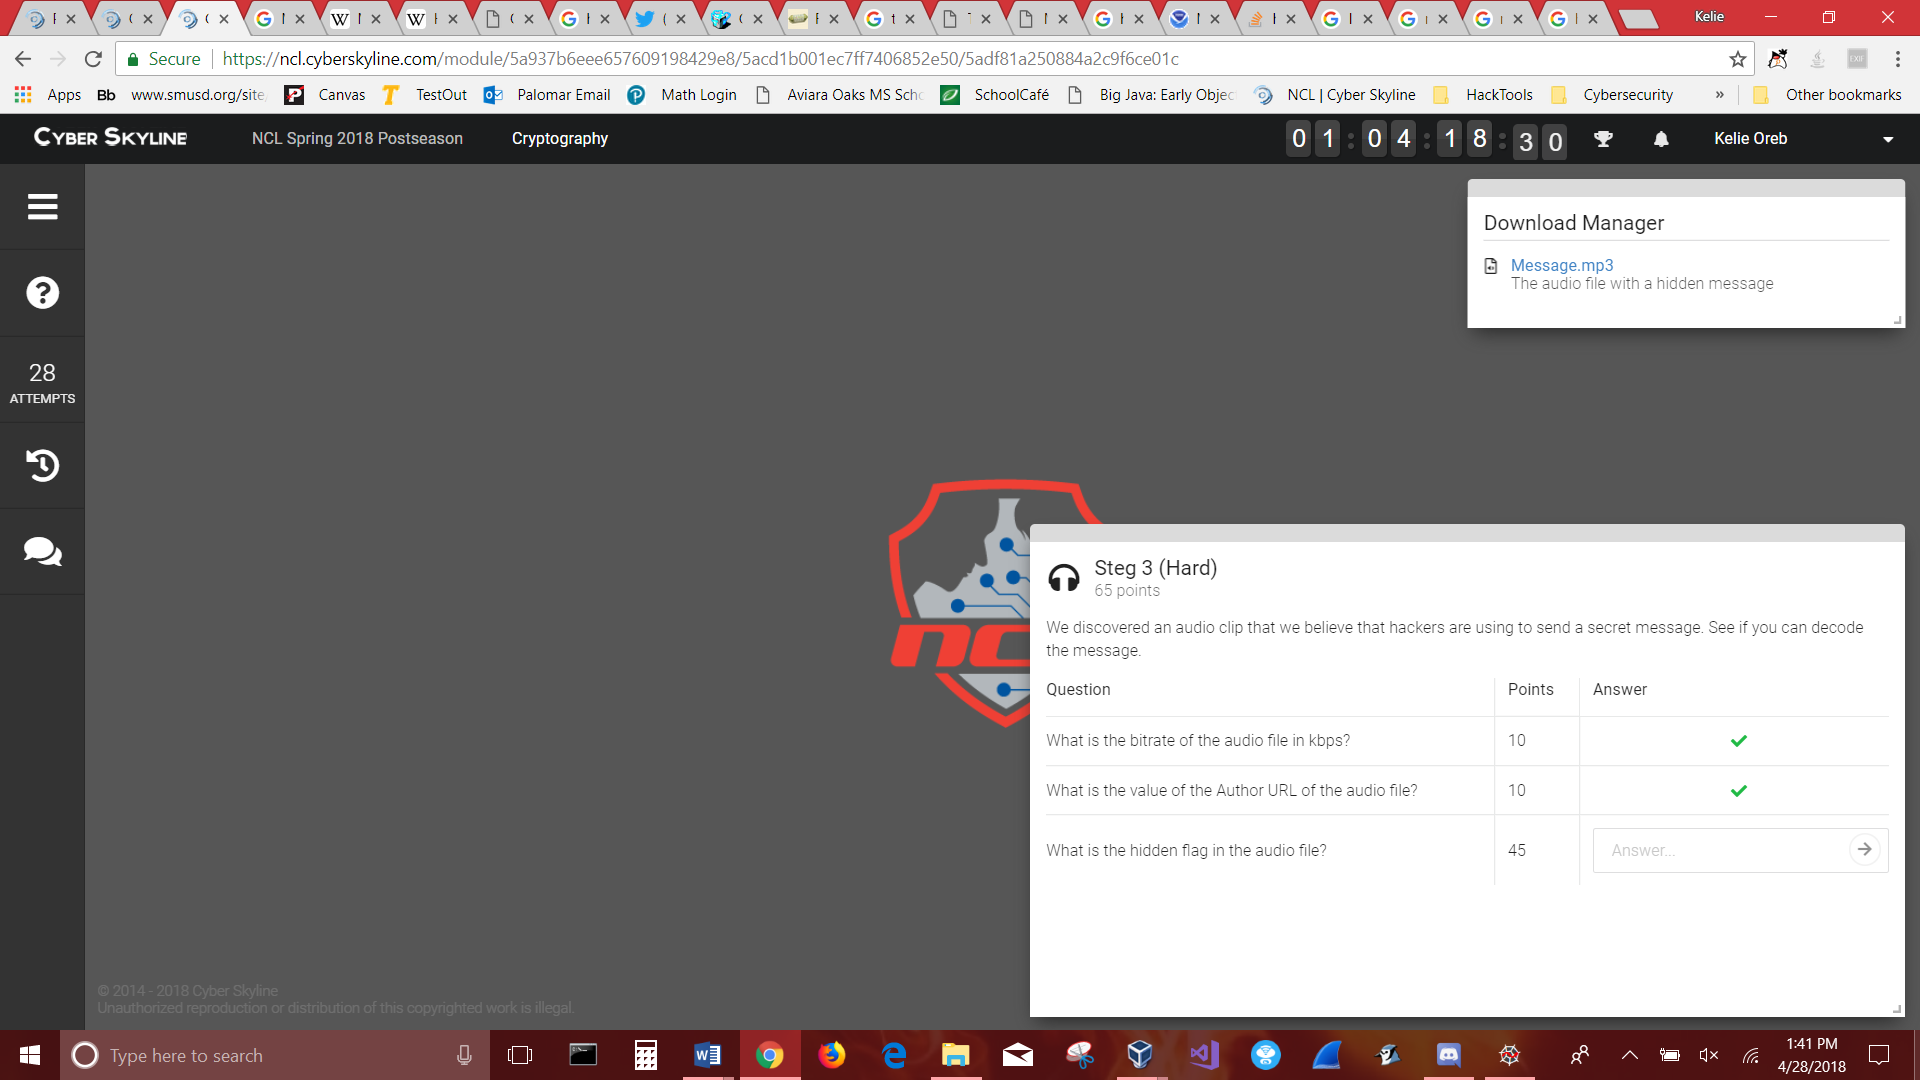 Kelie
Secure https://ncl.cyberskyline.com/module/5a937b6eee657609198429e8/5acd1b001ec7ff7406852e50/5adf81a250884a2c9f6ce01c
Apps Bb www.smusd.org/site Canvas TestOut Palomar Email Math Login Aviara Oaks MS Sch SchoolCafé Big Java: Early Objec NCL | Cyber Skyline HackTools Cybersecurity » Other bookmarks
CYBER SKYLINE NCL Spring 2018 Postseason Cryptography 01:04:18:30 Kelie Oreb
28
ATTEMPTS
Download Manager
Message.mp3
The audio file with a hidden message
Steg 3 (Hard)
65 points
We discovered an audio clip that we believe that hackers are using to send a secret message. See if you can decode
the message.
Question Points Answer
What is the bitrate of the audio file in kbps? 10
What is the value of the Author URL of the audio file? 10
What is the hidden flag in the audio file? 45 Answer...
© 2014 - 2018 Cyber Skyline
Unauthorized reproduction or distribution of this copyrighted work is illegal.
Type here to search
1:41 PM
4/28/2018